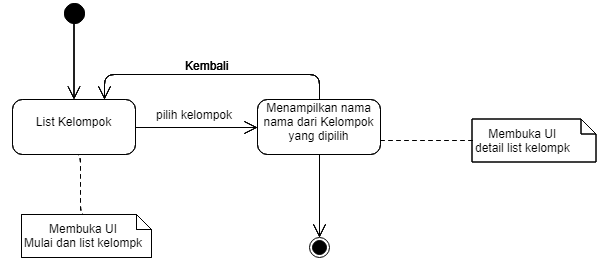 Kembali
List Kelompok
pilih kelompok
Menampilkan nama
nama dari Kelompok
yang dipilih
Membuka UI
detail list kelompk
Membuka UI
Mulai dan list kelompk